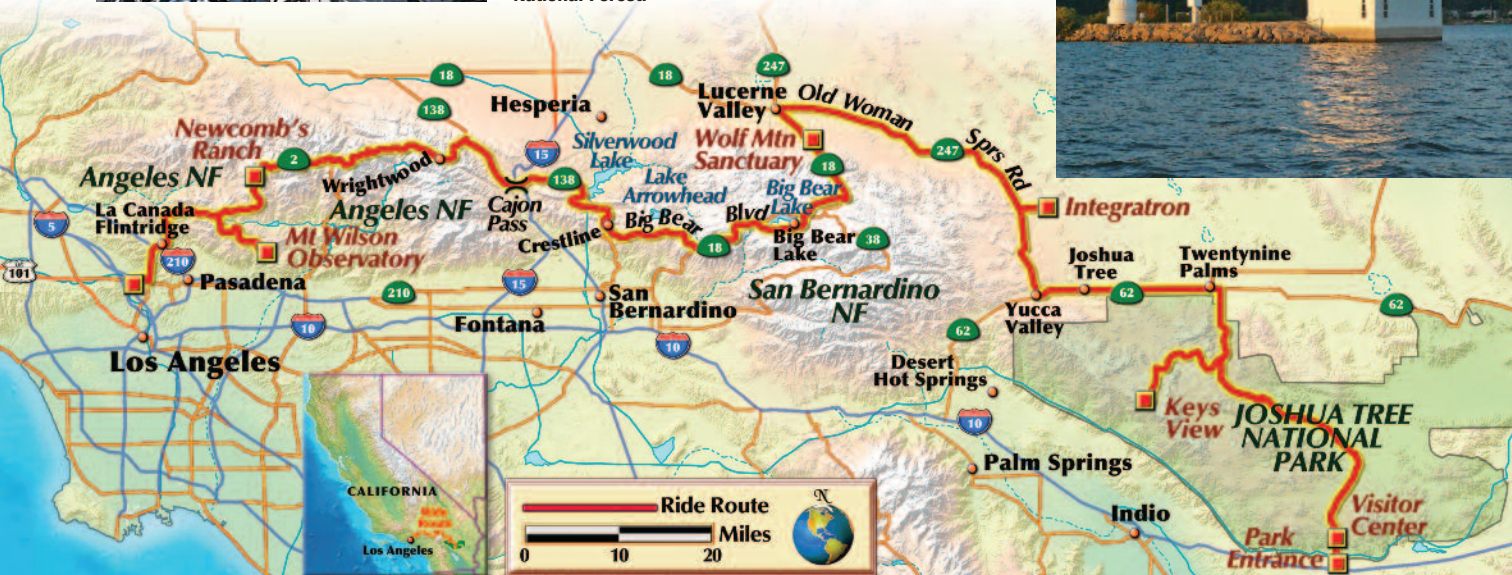 18
18
247
138
Hesperia
Lucerne
Valley
Old Woman
Sprs Rd
247
Newcomb's
Ranch
2
15
Silverwood
Lake
Wolf Mtn
Sanctuary
18
Angeles NF
Wrightwood
138
Lake
Arrowhead
Big Bear
Lake
Angeles NF
Cajon
Pass
La Canada
Flintridge
5
Crestline
Big Bear
Blvd
18
Big Bear
Lake
38
Integratron
Mt Wilson
Observatory
210
101
Pasadena
15
210
San
Bernardino
San Bernardino
NF
Joshua
Tree
Twentynine
Palms
62
62
Yucca
Valley
Fontana
10
10
62
Los Angeles
Desert
Hot Springs
Keys
View
JOSHUA TREE
NATIONAL
PARK
10
Palm Springs
CALIFORNIA
Ride
Route
Los Angeles
Ride Route
Miles
0
10
20
N
Indio
Visitor
Center
Park
Entrance